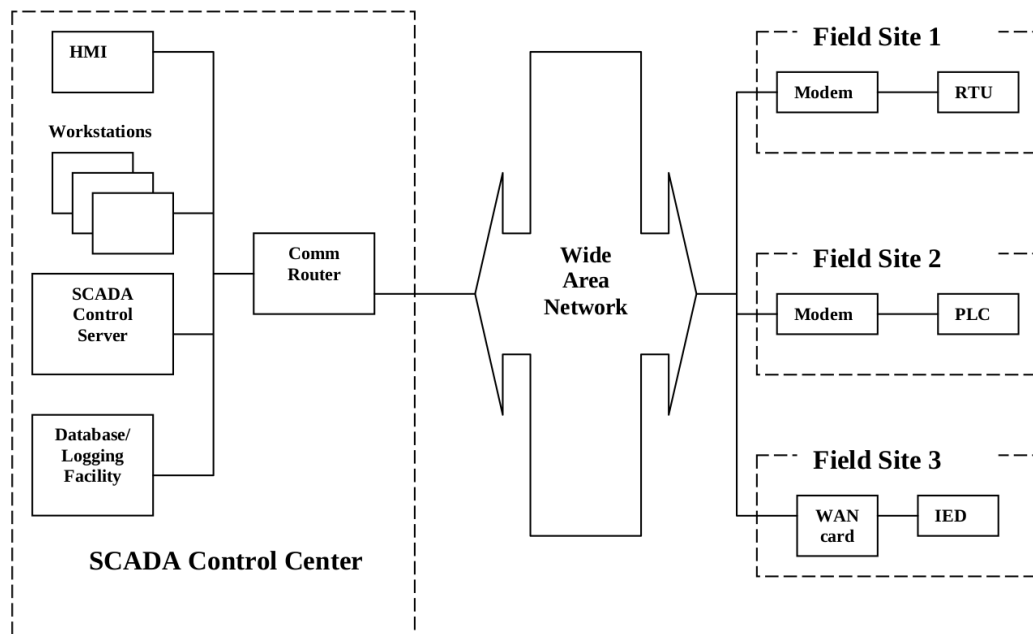 HMI
Workstations
SCADA
Control
Server
Database/
Logging
Facility
SCADA Control Center
Comm
Router
Wide
Area
Network
Field Site 1
Modem
RTU
Field Site 2
Modem
PLC
Field Site 3
WAN
card
IED